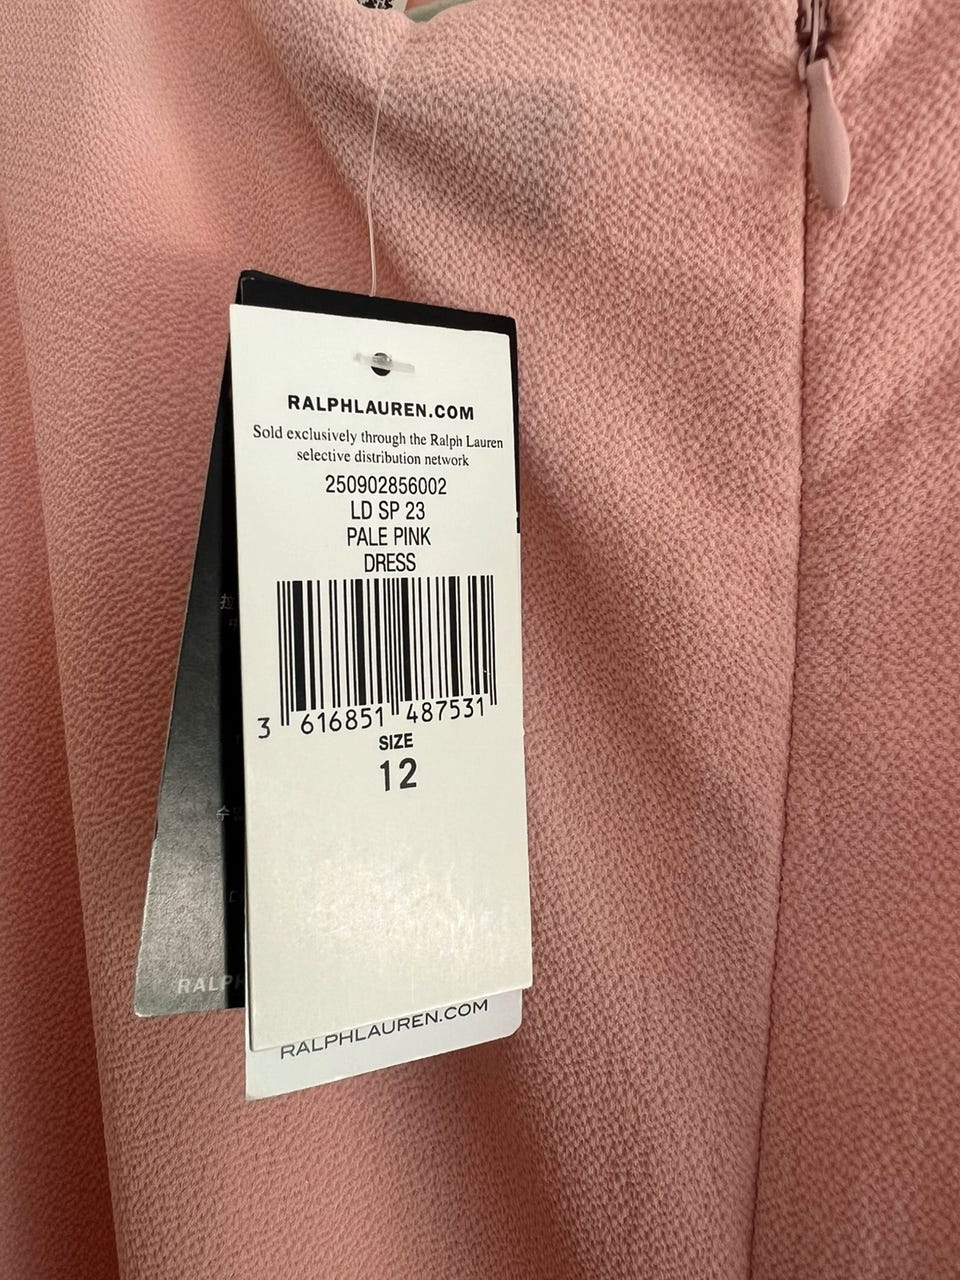 RALPHLAUREN.COM
Sold exclusively through the Ralph Lauren
selective distribution network
250902856002
LD SP 23
PALE PINK
DRESS
3 616851 487531
SIZE
12
RALPH
RALPHLAUREN.COM